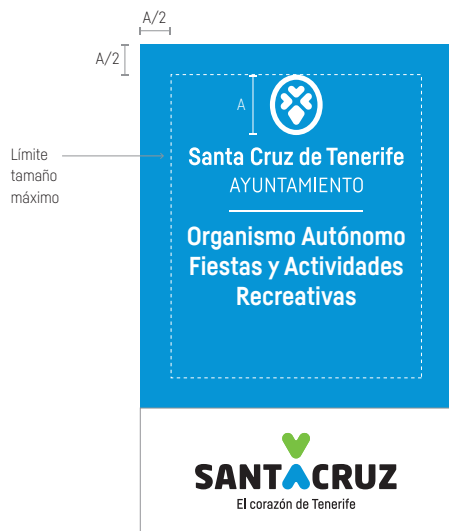 A/2
A/2
A
Límite
tamaño
máximo
Santa Cruz de Tenerife
AYUNTAMIENTO
Organismo Autónomo
Fiestas y Actividades
Recreativas
SANTACRUZ
El corazón de Tenerife